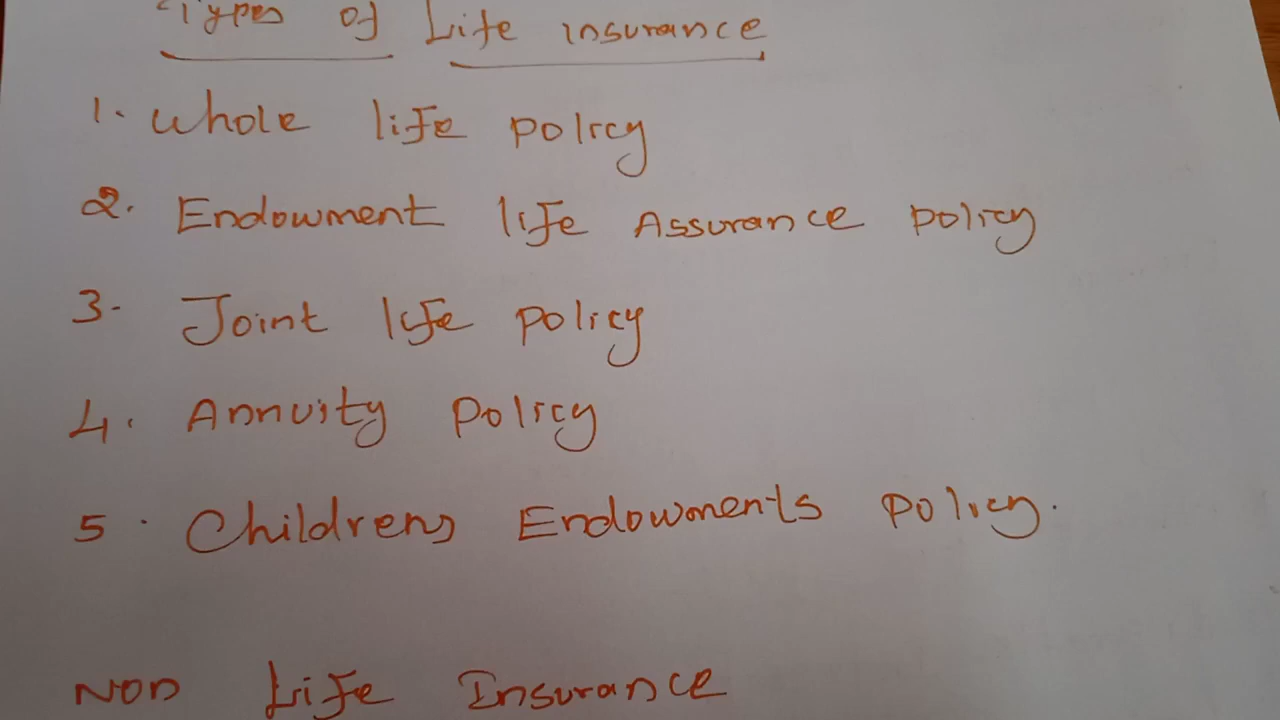 Types of Life insurance
1. Whole life policy
2. Endowment life Assurance policy
3- Joint life policy
4. Annuity policy
5. Childrens Endowments policy.
Non Life Insurance